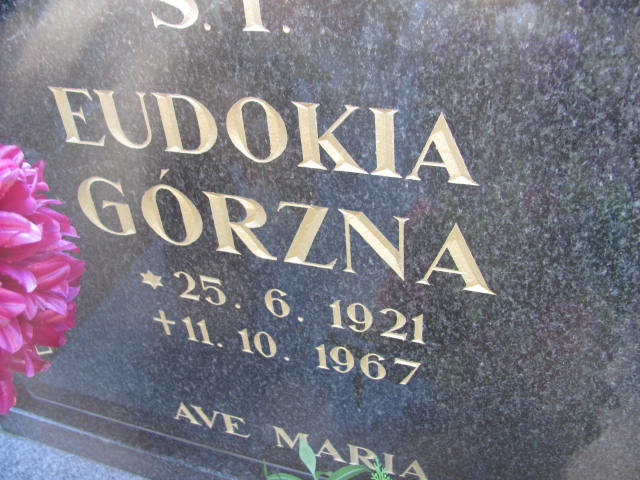 Ś.P.
EUDOKIA
GÓRZNA
* 25. 6. 1921
+ 11. 10. 1967
AVE MARIA